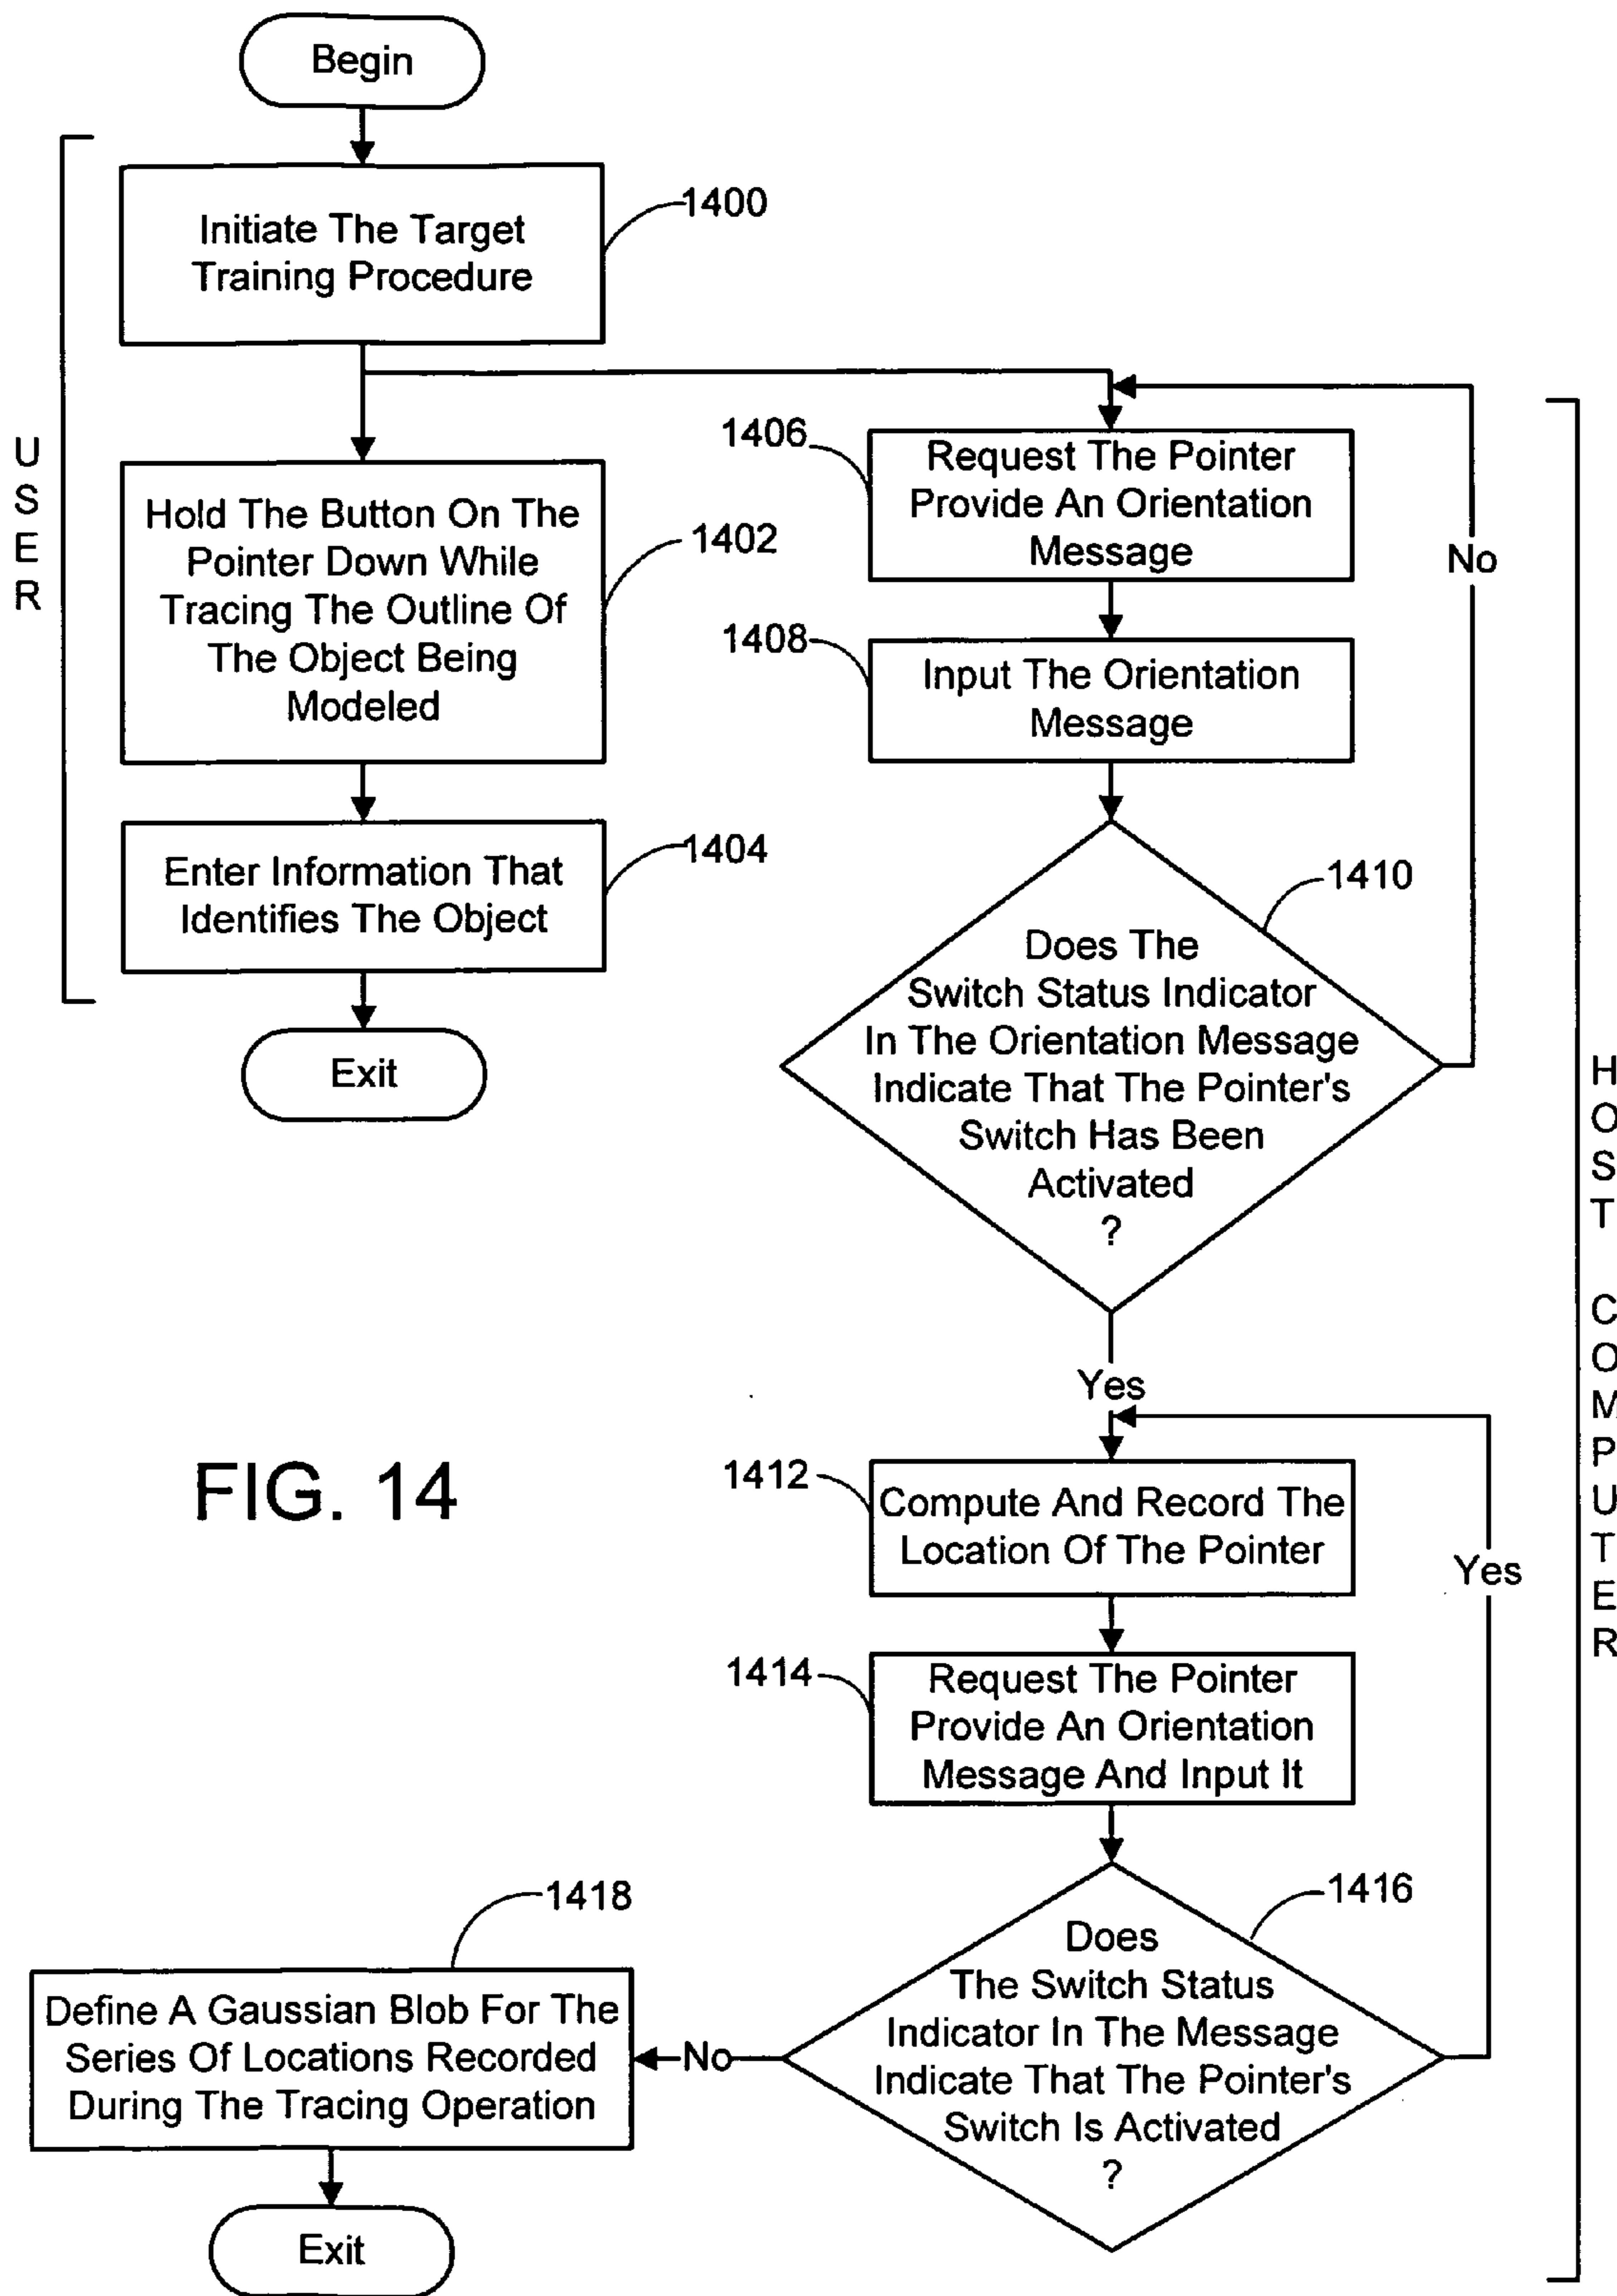 Begin
USER
Initiate The Target
Training Procedure
1400
Hold The Button On The
Pointer Down While
Tracing The Outline Of
The Object Being
Modeled
1402
Enter Information That
Identifies The Object
1404
Exit
1406
Request The Pointer
Provide An Orientation
Message
No
1408
Input The Orientation
Message
1410
Does The
Switch Status Indicator
In The Orientation Message
Indicate That The Pointer's
Switch Has Been
Activated
?
Yes
HOST COMPUTER
FIG. 14
1412
Compute And Record The
Location Of The Pointer
Yes
1414
Request The Pointer
Provide An Orientation
Message And Input It
1416
Does
The Switch Status
Indicator In The Message
Indicate That The Pointer's
Switch Is Activated
?
No
1418
Define A Gaussian Blob For The
Series Of Locations Recorded
During The Tracing Operation
Exit